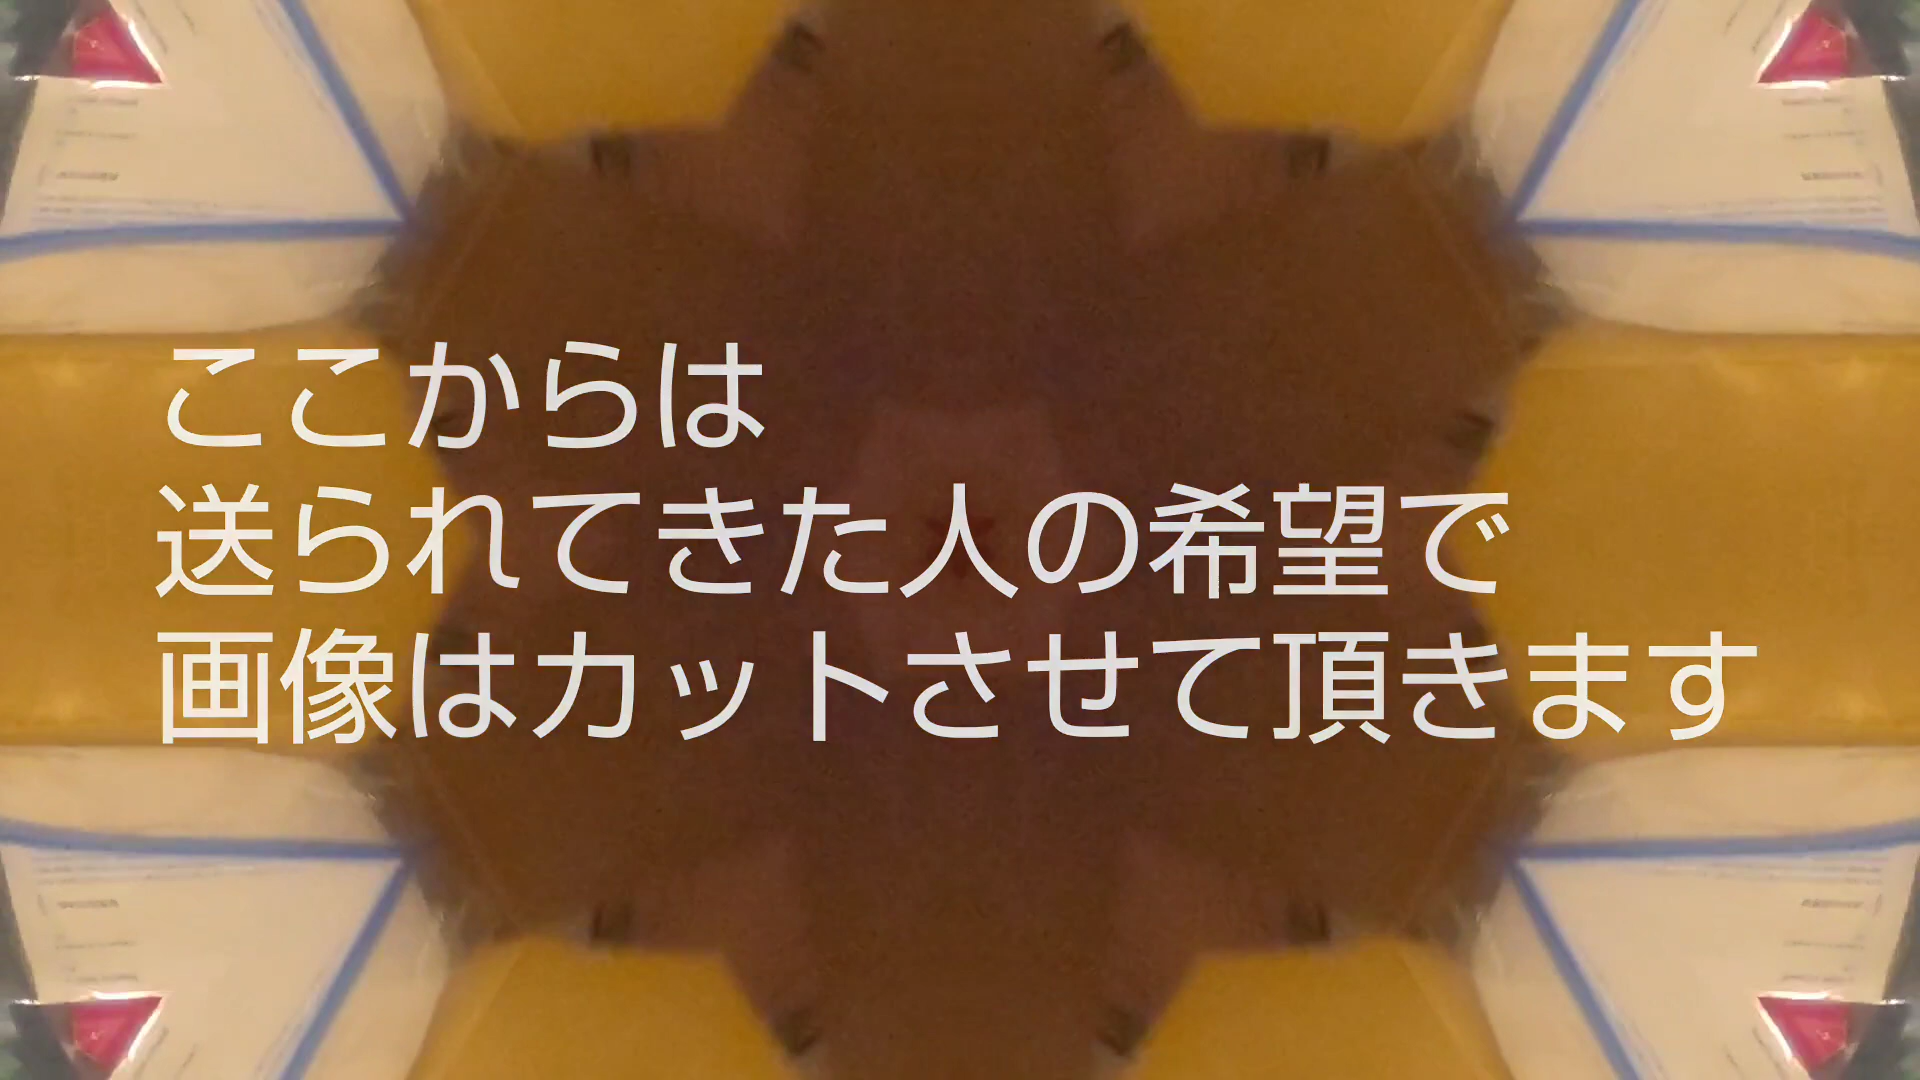 ここからは
送られてきた人の希望で
画像はカットさせて頂きます